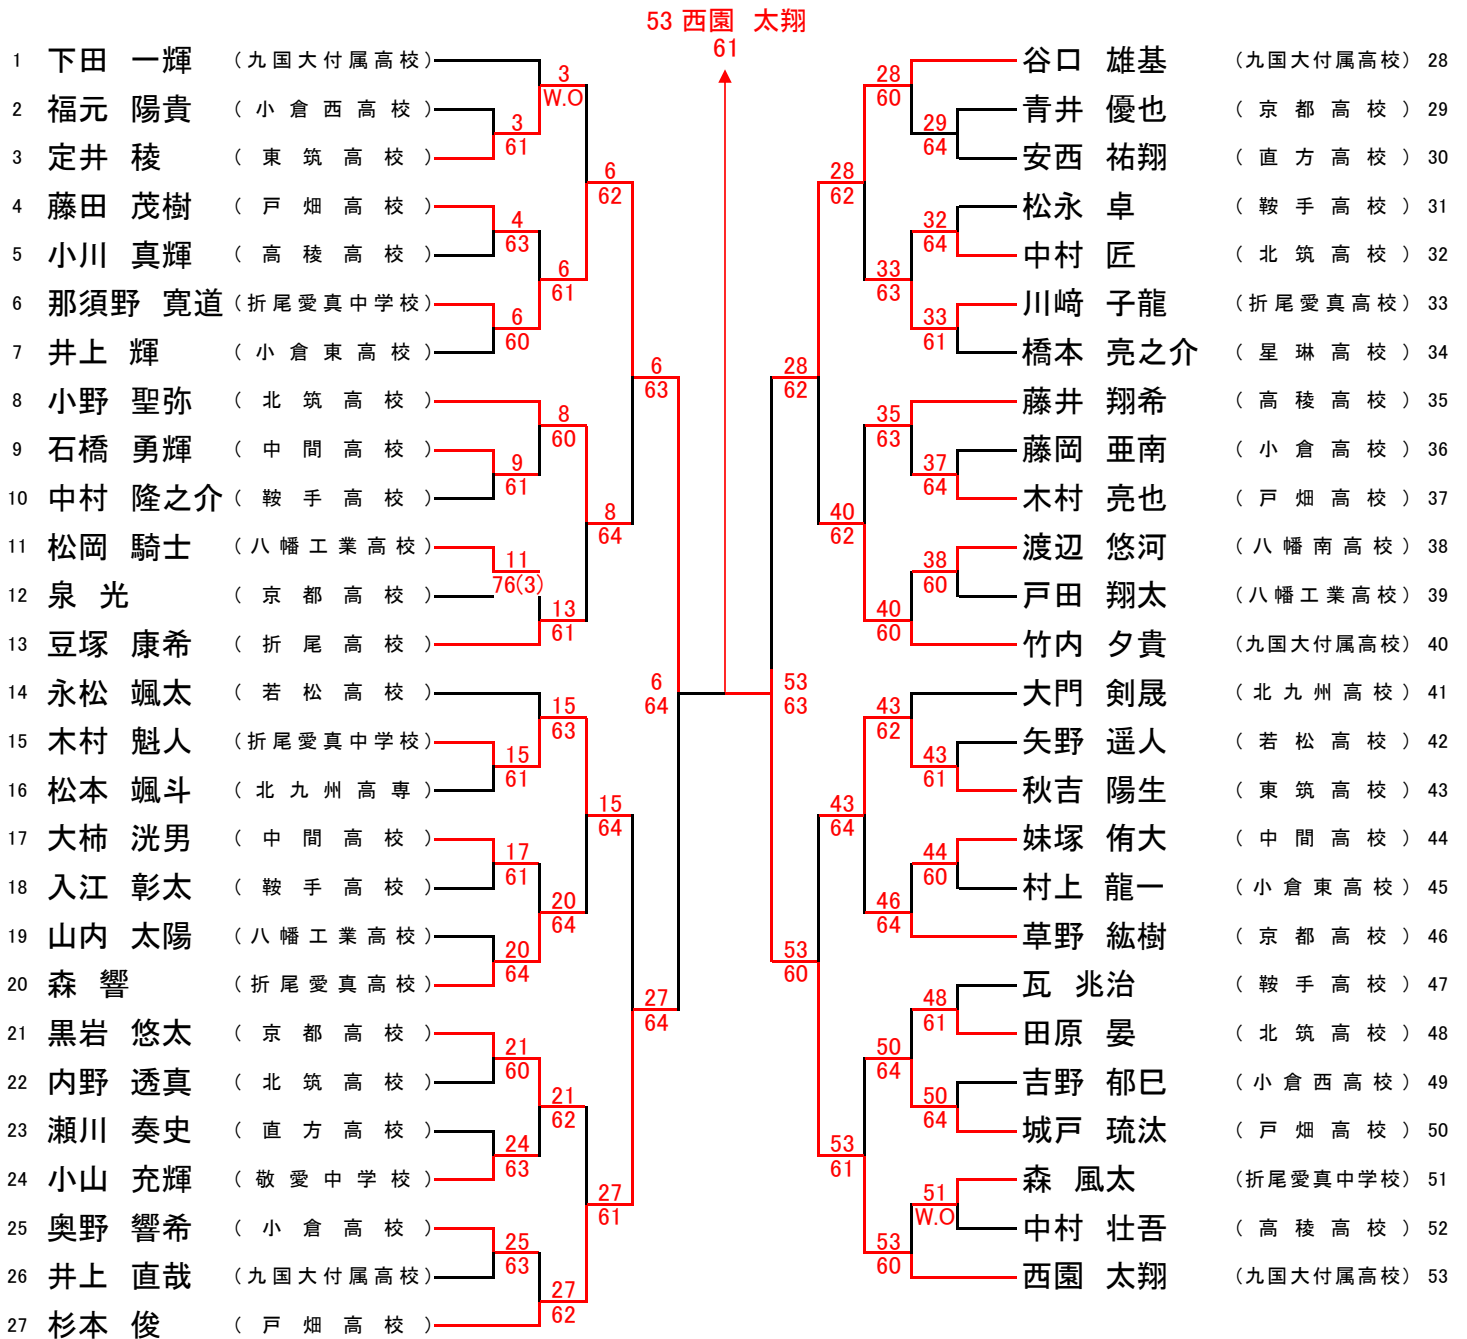 53 西園 太翔
61
1 下田 一輝 (九国大付属高校)
2 福元 陽貴 (小倉西高校)
3 定井 稜 (東筑高校)
4 藤田 茂樹 (戸畑高校)
5 小川 真輝 (高稜高校)
6 那須野 寛道 (折尾愛真中学校)
7 井上 輝 (小倉東高校)
8 小野 聖弥 (北筑高校)
9 石橋 勇輝 (中間高校)
10 中村 隆之介 (鞍手高校)
11 松岡 騎士 (八幡工業高校)
12 泉 光 (京都高校)
13 豆塚 康希 (折尾高校)
14 永松 颯太 (若松高校)
15 木村 魁人 (折尾愛真中学校)
16 松本 颯斗 (北九州高専)
17 大柿 洸男 (中間高校)
18 入江 彰太 (鞍手高校)
19 山内 太陽 (八幡工業高校)
20 森 響 (折尾愛真高校)
21 黒岩 悠太 (京都高校)
22 内野 透真 (北筑高校)
23 瀬川 奏史 (直方高校)
24 小山 充輝 (敬愛中学校)
25 奥野 響希 (小倉高校)
26 井上 直哉 (九国大付属高校)
27 杉本 俊 (戸畑高校)
3
61
4
63
6
60
9
61
11
76(3)
15
61
17
61
20
64
21
60
24
63
25
63
3
W.O
6
61
8
60
13
61
15
63
20
64
21
62
27
62
6
62
8
64
15
64
27
61
6
63
27
64
6
64
53
63
28
62
53
60
28
62
40
62
43
64
53
61
28
60
33
63
35
63
40
60
43
62
46
64
50
64
53
60
29
64
32
64
33
61
37
64
38
60
43
61
44
60
48
61
50
64
51
W.O
谷口 雄基 (九国大付属高校) 28
青井 優也 (京都高校) 29
安西 祐翔 (直方高校) 30
松永 卓 (鞍手高校) 31
中村 匠 (北筑高校) 32
川﨑 子龍 (折尾愛真高校) 33
橋本 亮之介 (星琳高校) 34
藤井 翔希 (高稜高校) 35
藤岡 亜南 (小倉高校) 36
木村 亮也 (戸畑高校) 37
渡辺 悠河 (八幡南高校) 38
戸田 翔太 (八幡工業高校) 39
竹内 夕貴 (九国大付属高校) 40
大門 剣晟 (北九州高校) 41
矢野 遥人 (若松高校) 42
秋吉 陽生 (東筑高校) 43
妹塚 侑大 (中間高校) 44
村上 龍一 (小倉東高校) 45
草野 紘樹 (京都高校) 46
瓦 兆治 (鞍手高校) 47
田原 晏 (北筑高校) 48
吉野 郁巳 (小倉西高校) 49
城戸 琉汰 (戸畑高校) 50
森 風太 (折尾愛真中学校) 51
中村 壮吾 (高稜高校) 52
西園 太翔 (九国大付属高校) 53